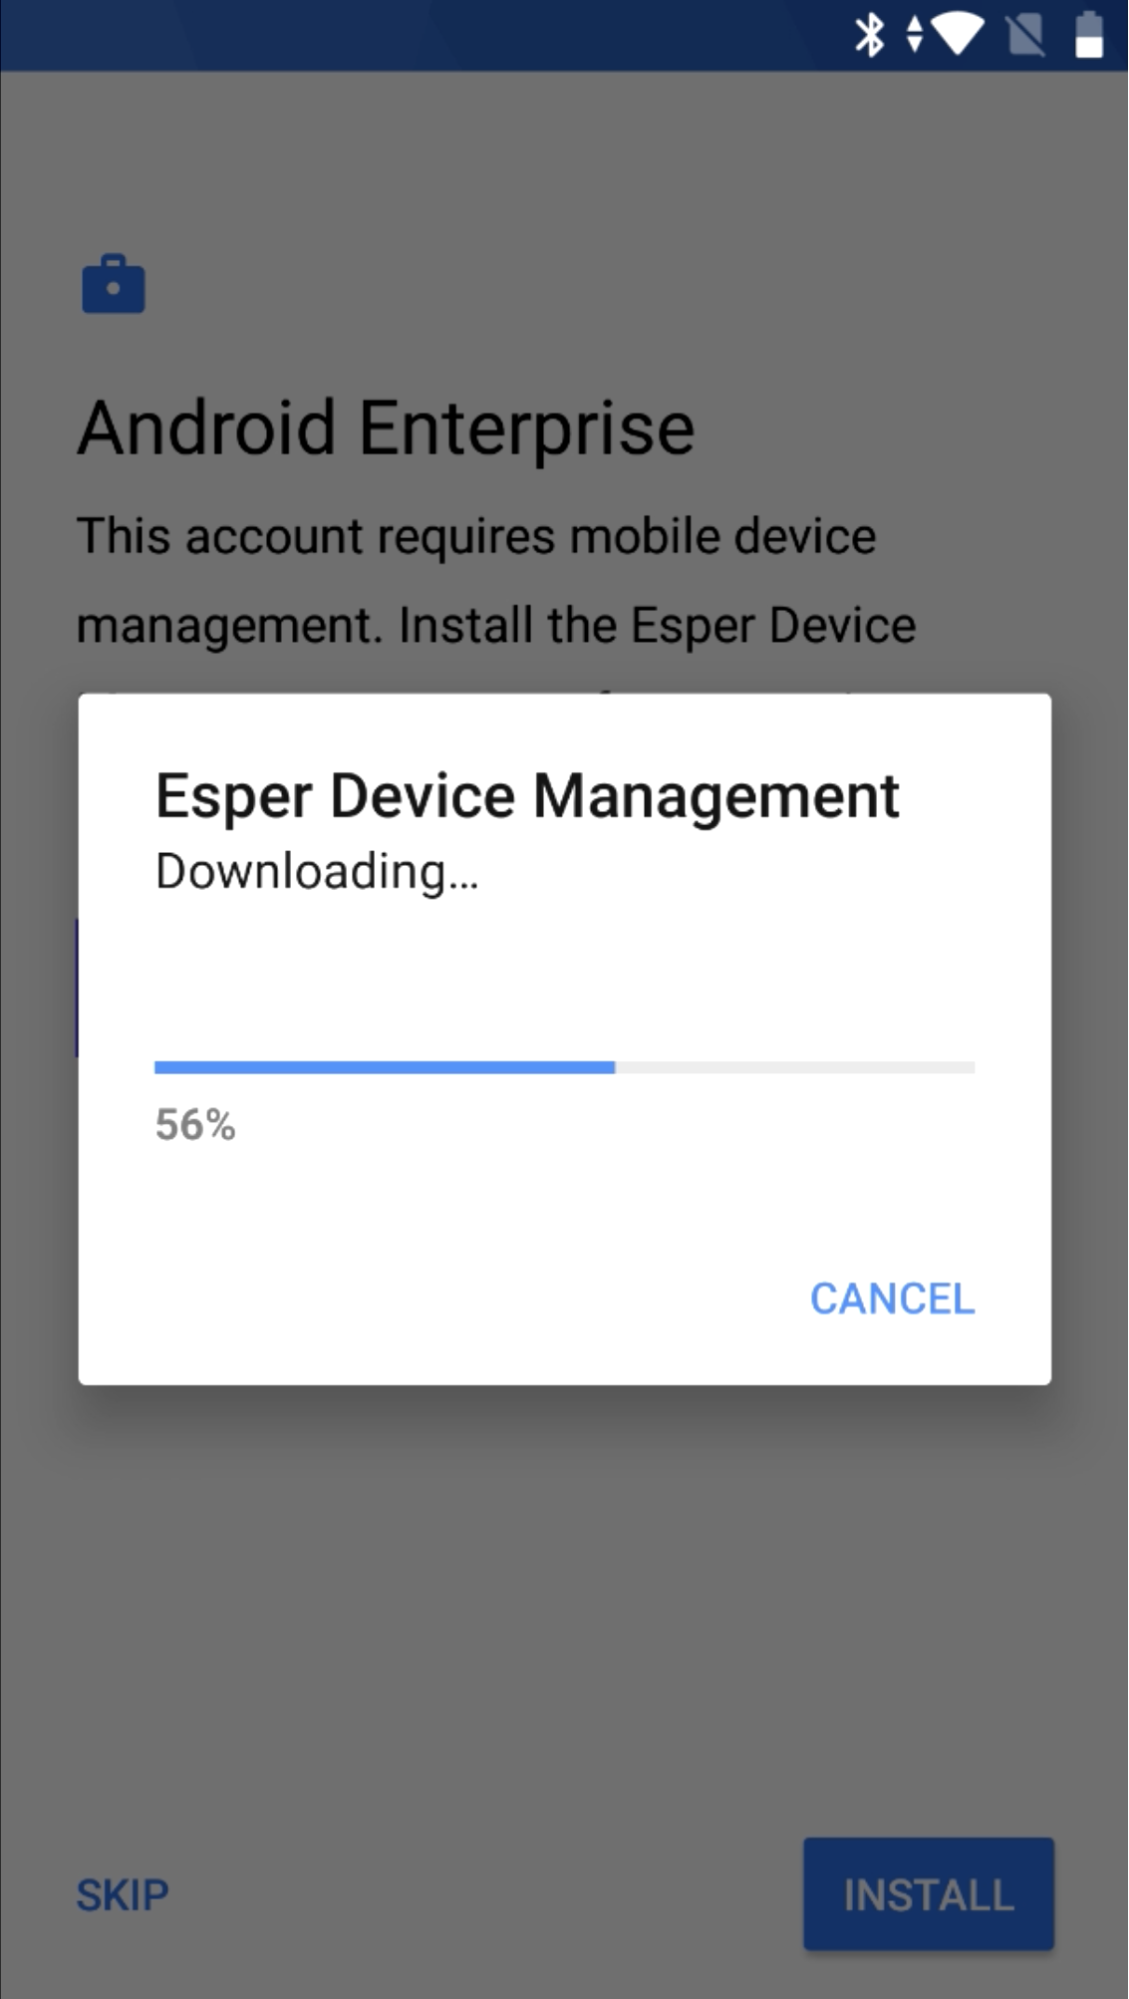 Android Enterprise
This account requires mobile device
management. Install the Esper Device
Esper Device Management
Downloading...
56%
CANCEL
SKIP
INSTALL